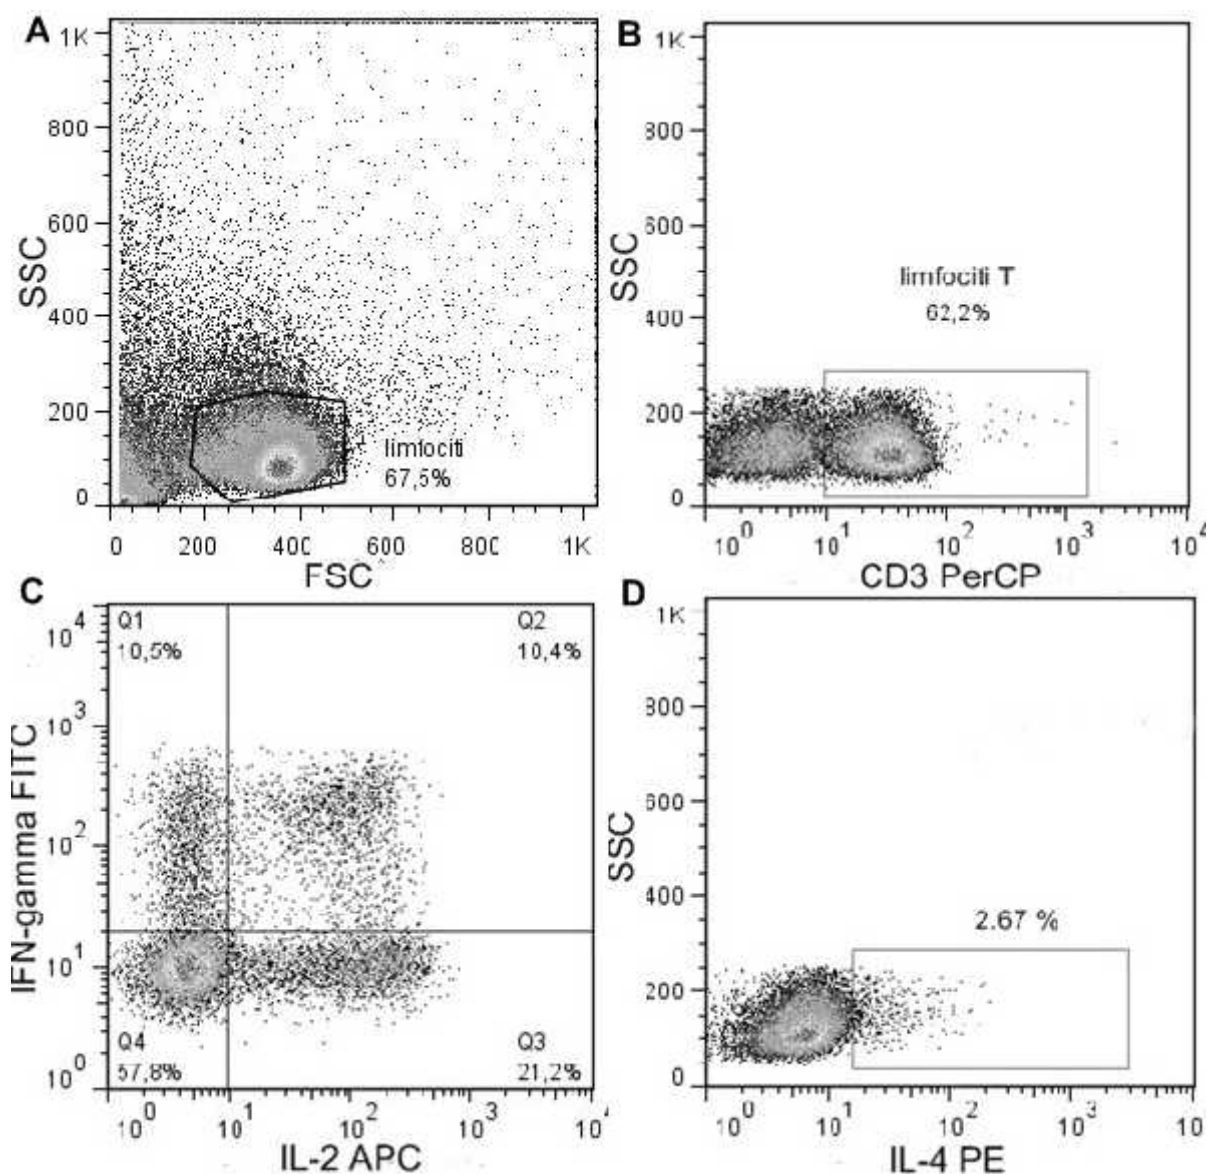 A
1K
800
600
400
200
0
SSC
limfociti
67,5%
0 200 400 600 800 1K
FSC
B
1K
800
600
400
200
0
SSC
limfociti T
62,2%
10^0 10^1 10^2 10^3 10^4
CD3 PerCP
C
Q1
10,5%
Q2
10,4%
10^4
10^3
10^2
10^1
10^0
IFN-gamma FITC
Q4
57,8%
Q3
21,2%
10^0 10^1 10^2 10^3 10^4
IL-2 APC
D
1K
800
600
400
200
0
SSC
2.67 %
10^0 10^1 10^2 10^3 10
IL-4 PE